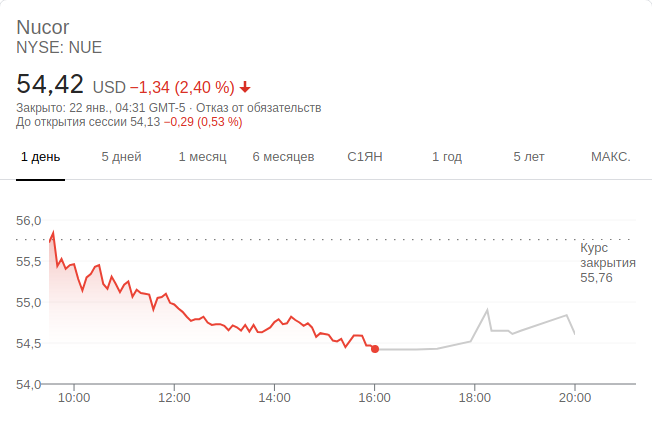 Nucor
NYSE: NUE
54,42 USD −1,34 (2,40 %)
Закрыто: 22 янв., 04:31 GMT-5 · Отказ от обязательств
До открытия сессии 54,13 −0,29 (0,53 %)
1 день 5 дней 1 месяц 6 месяцев С1ЯН 1 год 5 лет МАКС.
56,0
Курс
закрытия
55,76
55,5
55,0
54,5
54,0
10:00 12:00 14:00 16:00 18:00 20:00